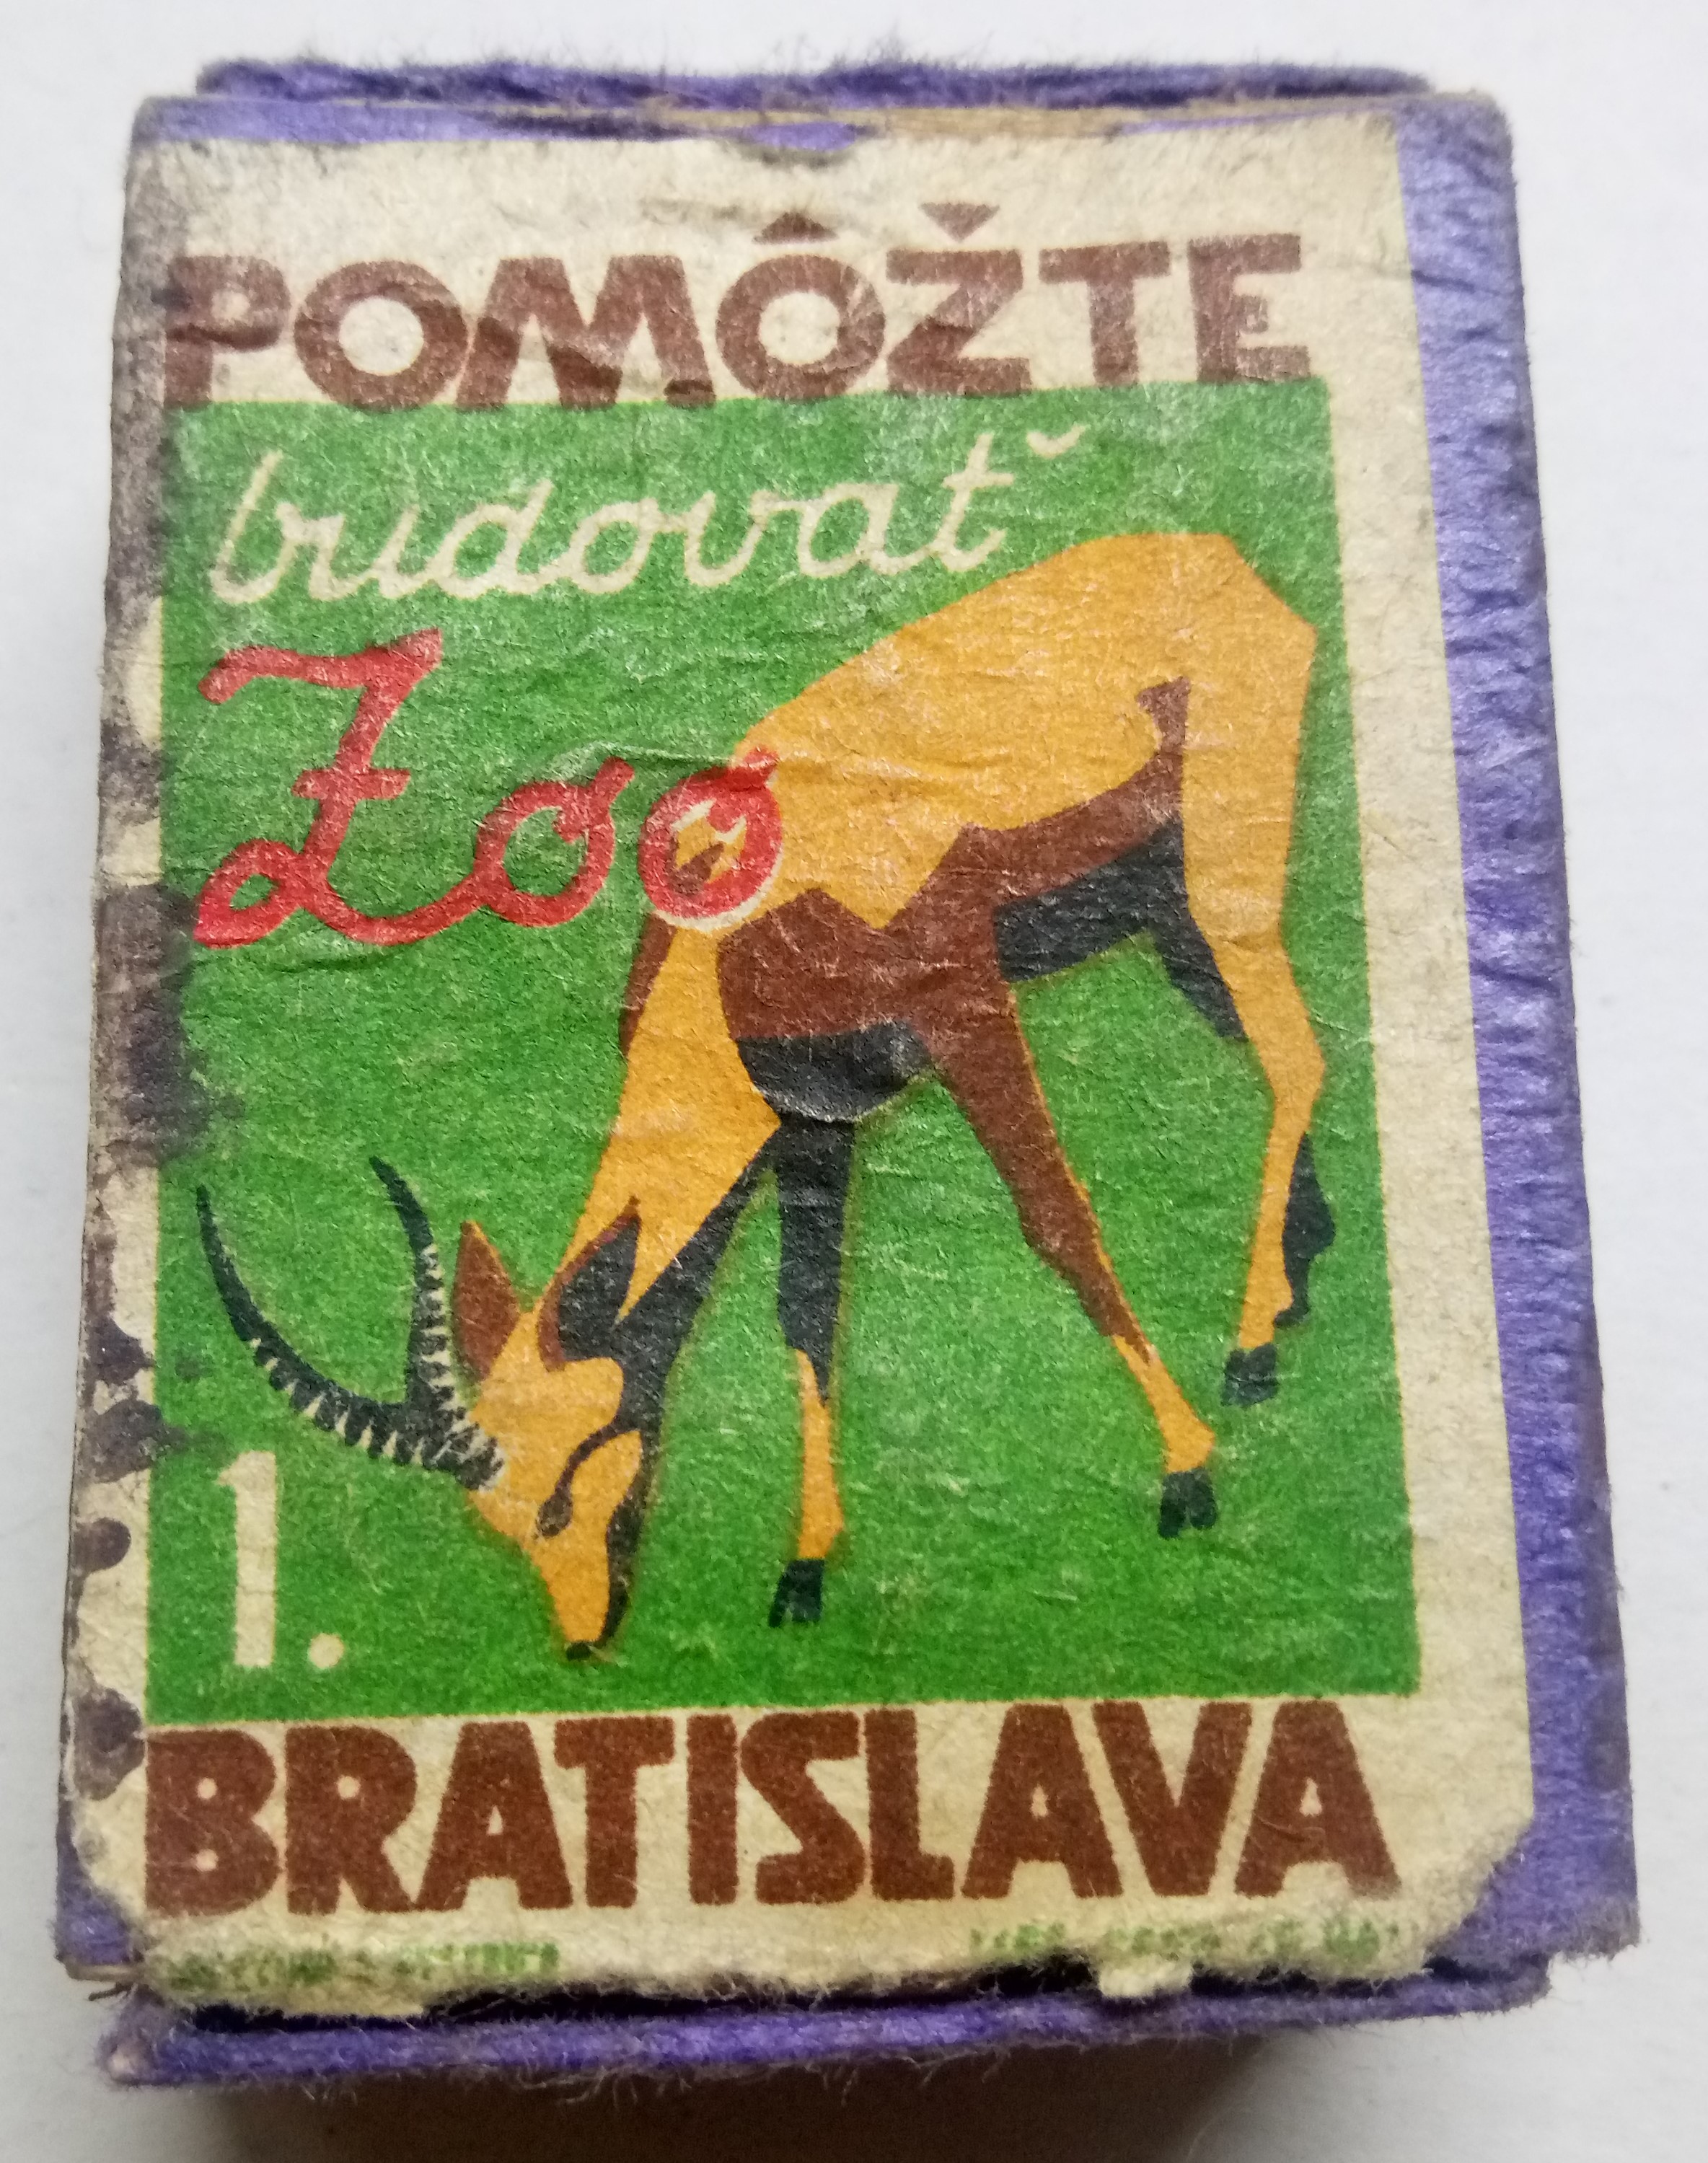 POMÔŽTE
budovať
Zoo
1.
BRATISLAVA